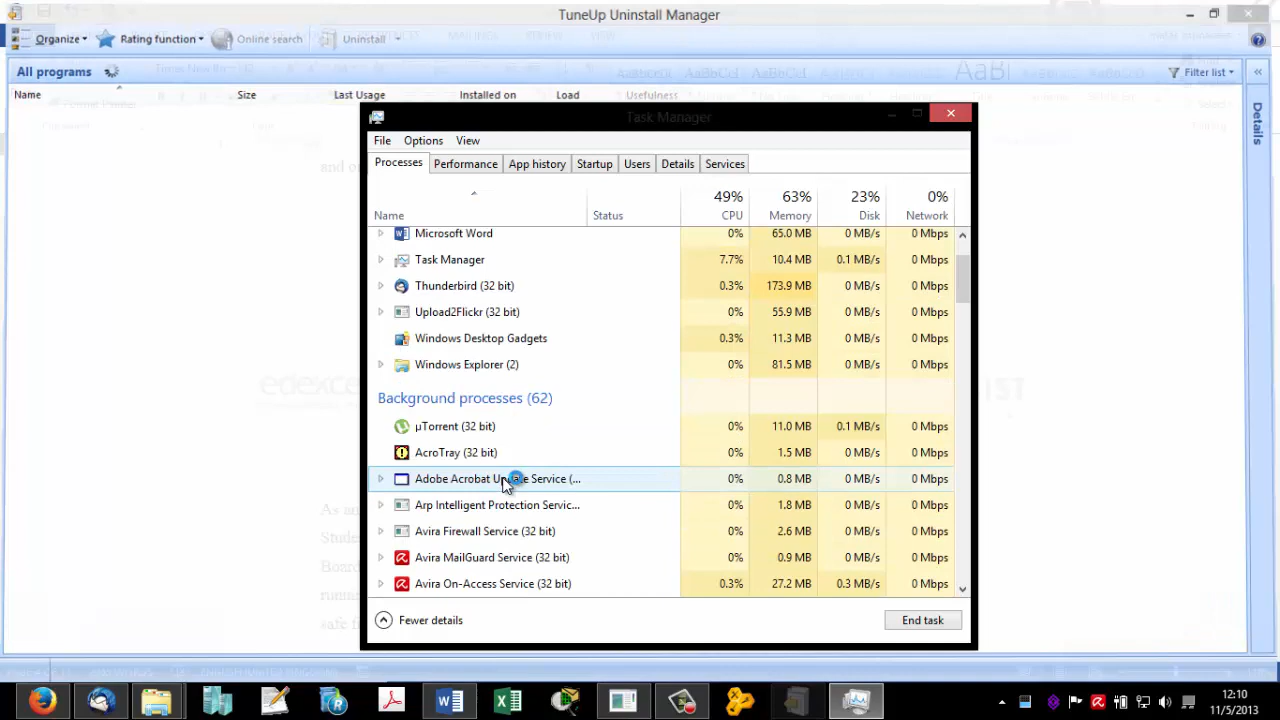 TuneUp Uninstall Manager
Organize Rating function Online search Uninstall
All programs Filter list
Name Size Last Usage Installed on Load Usefulness
Details
and o
Task Manager
File Options View
Processes Performance App history Startup Users Details Services
49% 63% 23% 0%
Name Status CPU Memory Disk Network
Microsoft Word 0% 65.0 MB 0 MB/s 0 Mbps
Task Manager 7.7% 10.4 MB 0.1 MB/s 0 Mbps
Thunderbird (32 bit) 0.3% 173.9 MB 0 MB/s 0 Mbps
Upload2Flickr (32 bit) 0% 55.9 MB 0 MB/s 0 Mbps
Windows Desktop Gadgets 0.3% 11.3 MB 0 MB/s 0 Mbps
Windows Explorer (2) 0% 81.5 MB 0 MB/s 0 Mbps
Background processes (62)
µTorrent (32 bit) 0% 11.0 MB 0.1 MB/s 0 Mbps
AcroTray (32 bit) 0% 1.5 MB 0 MB/s 0 Mbps
Adobe Acrobat Update Service (... 0% 0.8 MB 0 MB/s 0 Mbps
Arp Intelligent Protection Servic... 0% 1.8 MB 0 MB/s 0 Mbps
Avira Firewall Service (32 bit) 0% 2.6 MB 0 MB/s 0 Mbps
Avira MailGuard Service (32 bit) 0% 0.9 MB 0 MB/s 0 Mbps
Avira On-Access Service (32 bit) 0.3% 27.2 MB 0.3 MB/s 0 Mbps
edexce
As an
Stude
Board
runni
safe
Fewer details End task
12:10
11/5/2013